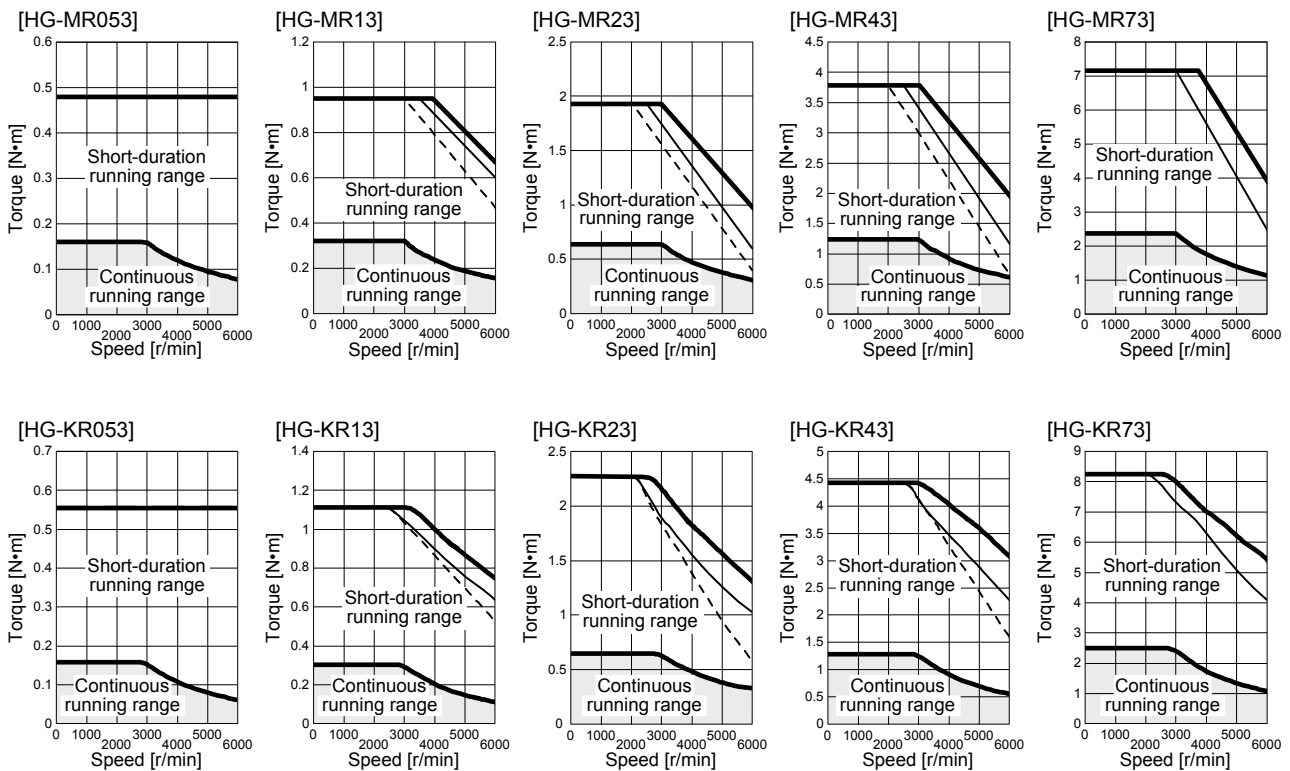 [HG-MR053]
Torque [N•m]
0.6
0.5
0.4
0.3
0.2
0.1
0
Short-duration
running range
Continuous
running range
0 1000 2000 3000 4000 5000 6000
Speed [r/min]
[HG-MR13]
Torque [N•m]
1.2
1
0.8
0.6
0.4
0.2
0
Short-duration
running range
Continuous
running range
0 1000 2000 3000 4000 5000 6000
Speed [r/min]
[HG-MR23]
Torque [N•m]
2.5
2
1.5
1
0.5
0
Short-duration
running range
Continuous
running range
0 1000 2000 3000 4000 5000 6000
Speed [r/min]
[HG-MR43]
Torque [N•m]
4.5
4
3.5
3
2.5
2
1.5
1
0.5
0
Short-duration
running range
Continuous
running range
0 1000 2000 3000 4000 5000 6000
Speed [r/min]
[HG-MR73]
Torque [N•m]
8
7
6
5
4
3
2
1
0
Short-duration
running range
Continuous
running range
0 1000 2000 3000 4000 5000 6000
Speed [r/min]
[HG-KR053]
Torque [N•m]
0.7
0.6
0.5
0.4
0.3
0.2
0.1
0
Short-duration
running range
Continuous
running range
0 1000 2000 3000 4000 5000 6000
Speed [r/min]
[HG-KR13]
Torque [N•m]
1.4
1.2
1.0
0.8
0.6
0.4
0.2
0
Short-duration
running range
Continuous
running range
0 1000 2000 3000 4000 5000 6000
Speed [r/min]
[HG-KR23]
Torque [N•m]
2.5
2
1.5
1
0.5
0
Short-duration
running range
Continuous
running range
0 1000 2000 3000 4000 5000 6000
Speed [r/min]
[HG-KR43]
Torque [N•m]
5
4.5
4
3.5
3
2.5
2
1.5
1
0.5
0
Short-duration
running range
Continuous
running range
0 1000 2000 3000 4000 5000 6000
Speed [r/min]
[HG-KR73]
Torque [N•m]
9
8
7
6
5
4
3
2
1
0
Short-duration
running range
Continuous
running range
0 1000 2000 3000 4000 5000 6000
Speed [r/min]